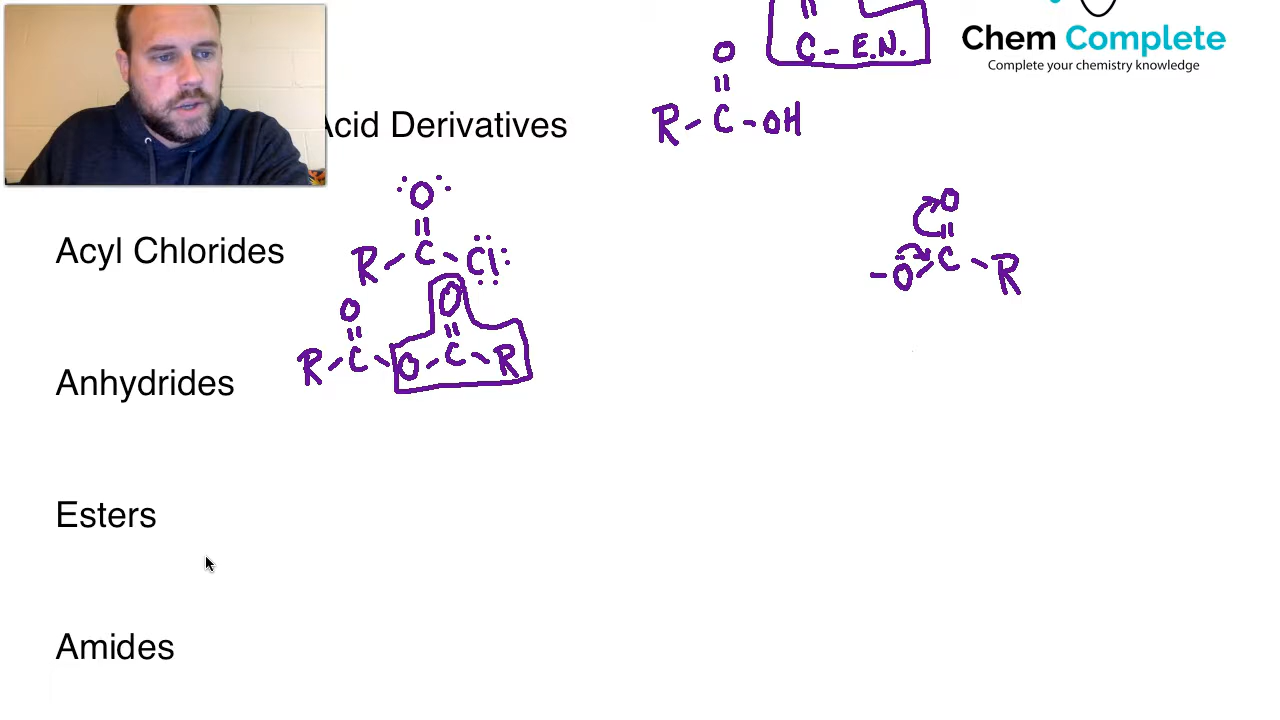 C - E.N.
Chem Complete
Complete your chemistry knowledge
O
R - C - OH
Acid Derivatives
O
R - C - Cl
Acyl Chlorides
O
- O - C - R
O O
R - C - O - C - R
Anhydrides
Esters
Amides